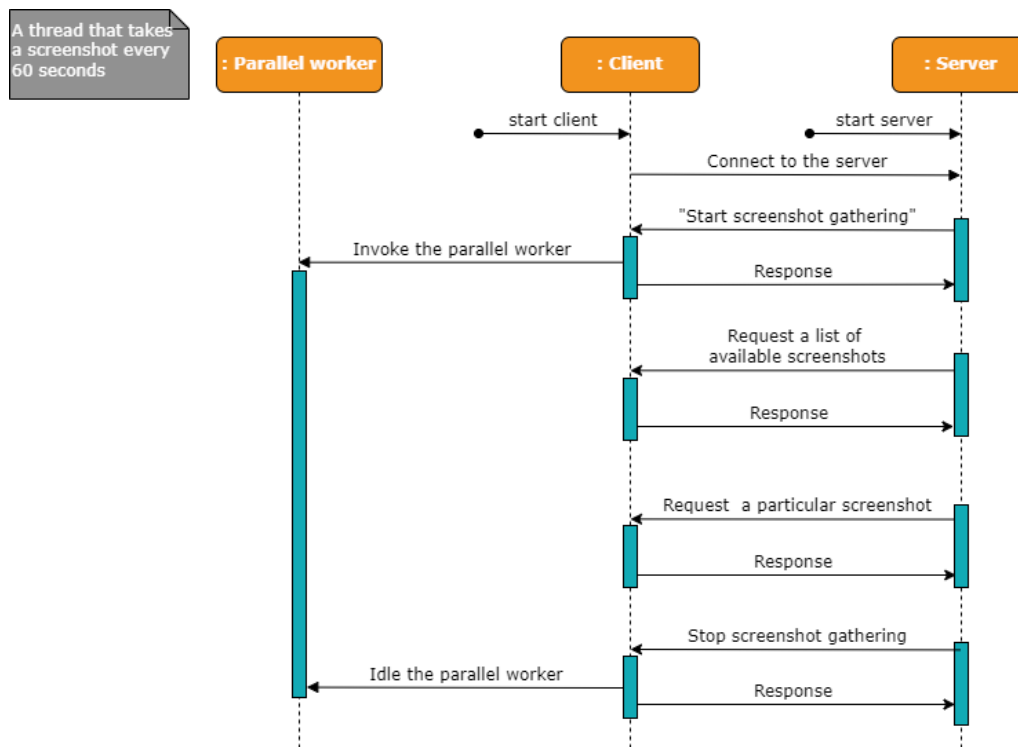 A thread that takes
a screenshot every
60 seconds
: Parallel worker
: Client
: Server
start client
start server
Connect to the server
"Start screenshot gathering"
Invoke the parallel worker
Response
Request a list of
available screenshots
Response
Request  a particular screenshot
Response
Stop screenshot gathering
Idle the parallel worker
Response